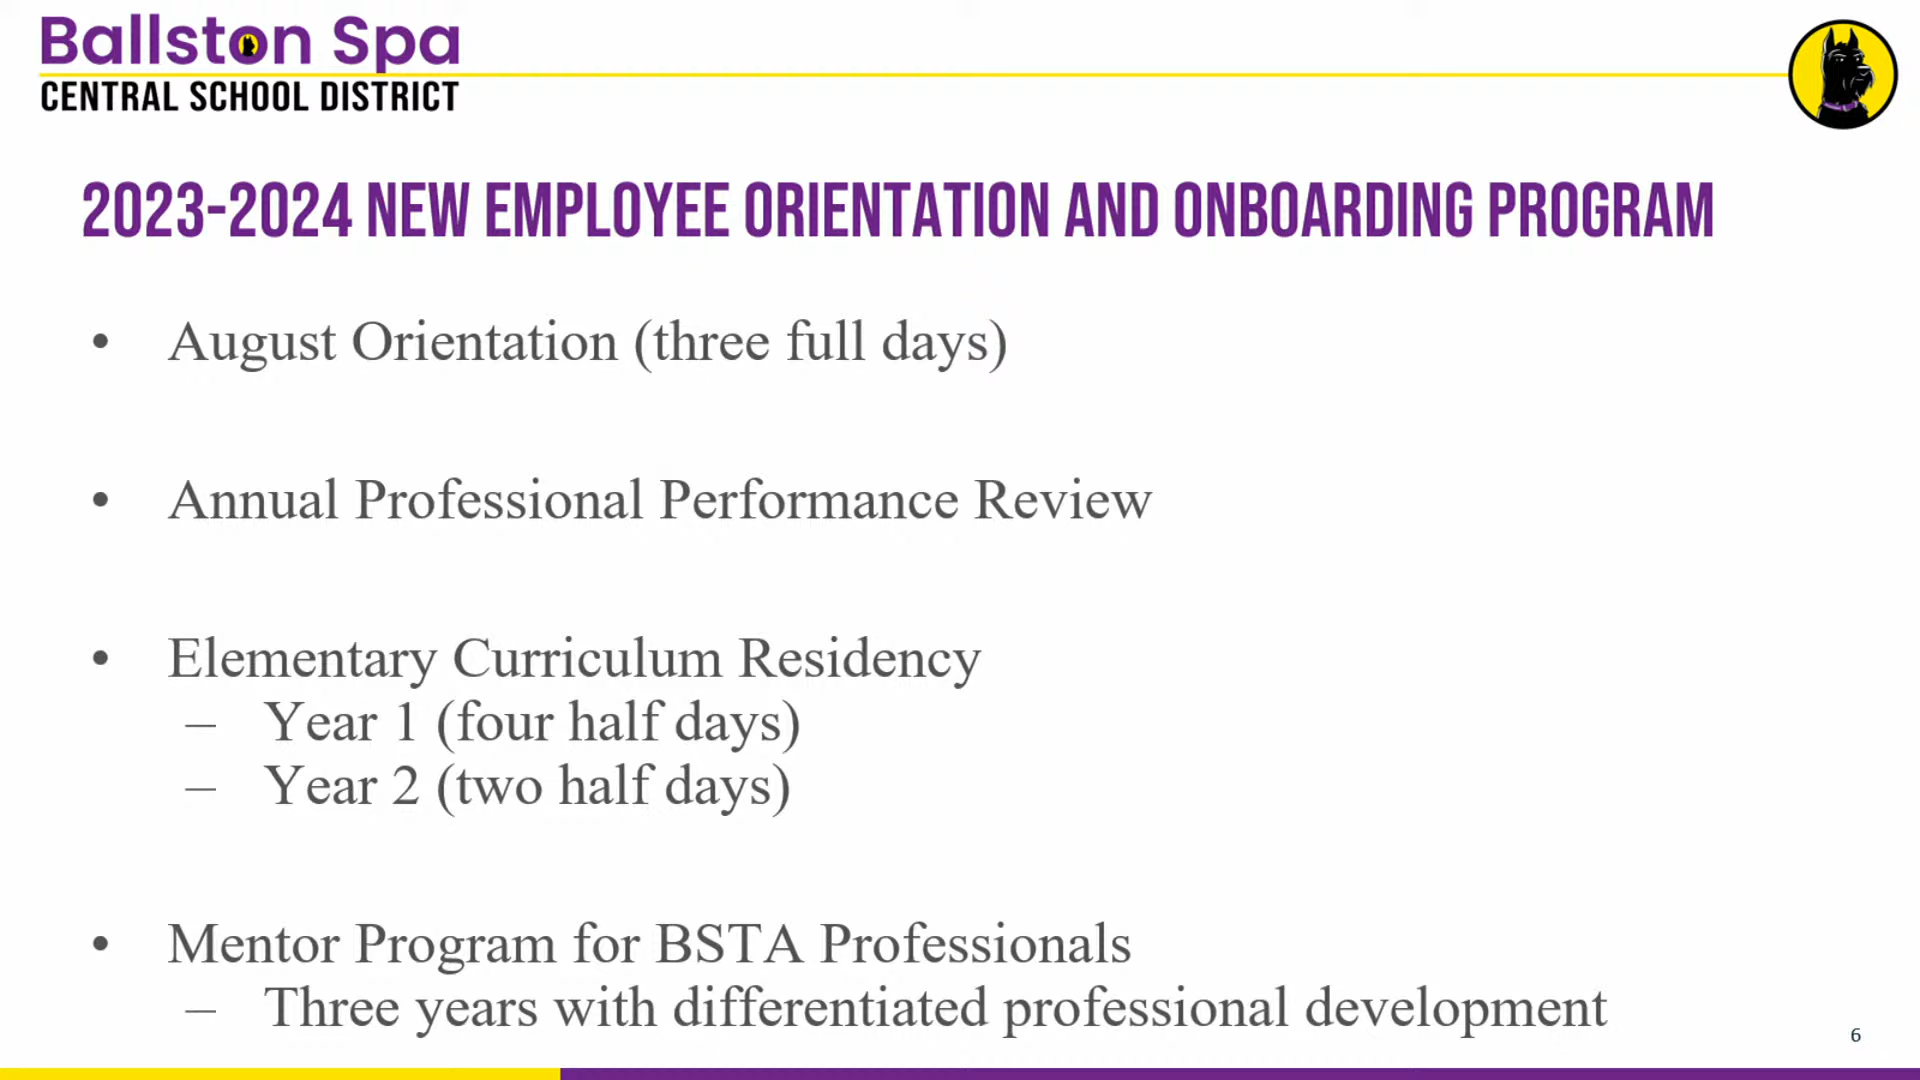 Ballston Spa
CENTRAL SCHOOL DISTRICT
2023-2024 NEW EMPLOYEE ORIENTATION AND ONBOARDING PROGRAM
• August Orientation (three full days)
• Annual Professional Performance Review
• Elementary Curriculum Residency
– Year 1 (four half days)
– Year 2 (two half days)
• Mentor Program for BSTA Professionals
– Three years with differentiated professional development
6